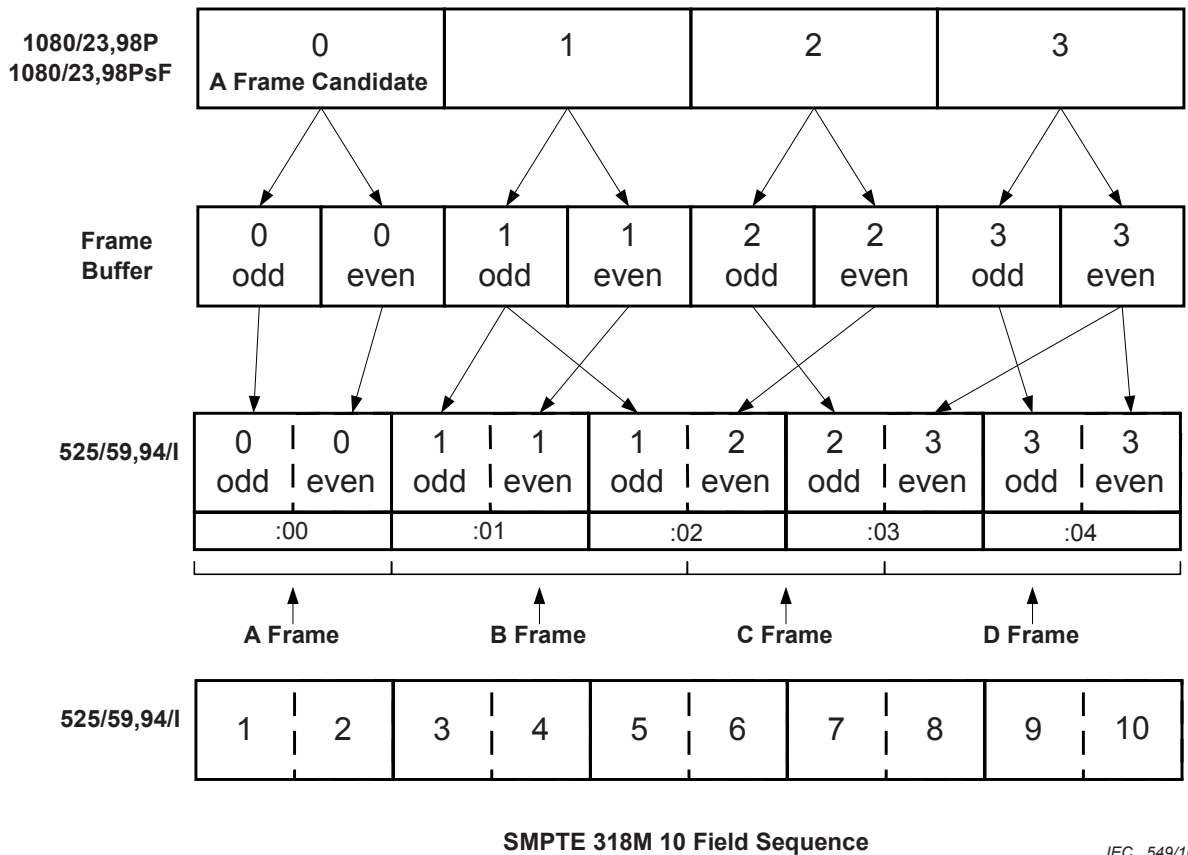 1080/23,98P
1080/23,98PsF
0 1 2 3
A Frame Candidate
Frame
Buffer
0 0 1 1 2 2 3 3
odd even odd even odd even odd even
525/59,94/I
0 0 1 1 1 2 2 3 3 3
odd even odd even odd even odd even odd even
:00 :01 :02 :03 :04
A Frame B Frame C Frame D Frame
525/59,94/I
1 2 3 4 5 6 7 8 9 10
SMPTE 318M 10 Field Sequence
IEC 549/1